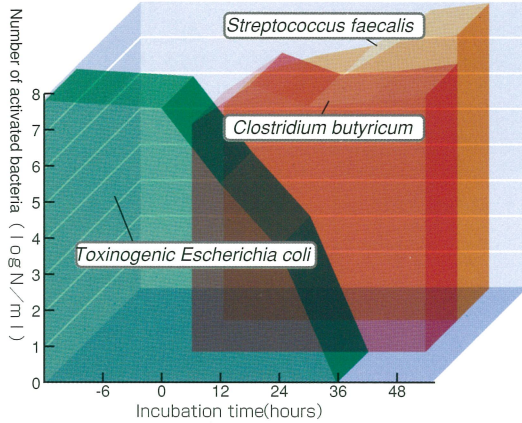 Streptococcus faecalis
Clostridium butyricum
Toxinogenic Escherichia coli
Number of activated bacteria (logN/ml)
8
7
6
5
4
3
2
1
0
-6 0 12 24 36 48
Incubation time(hours)